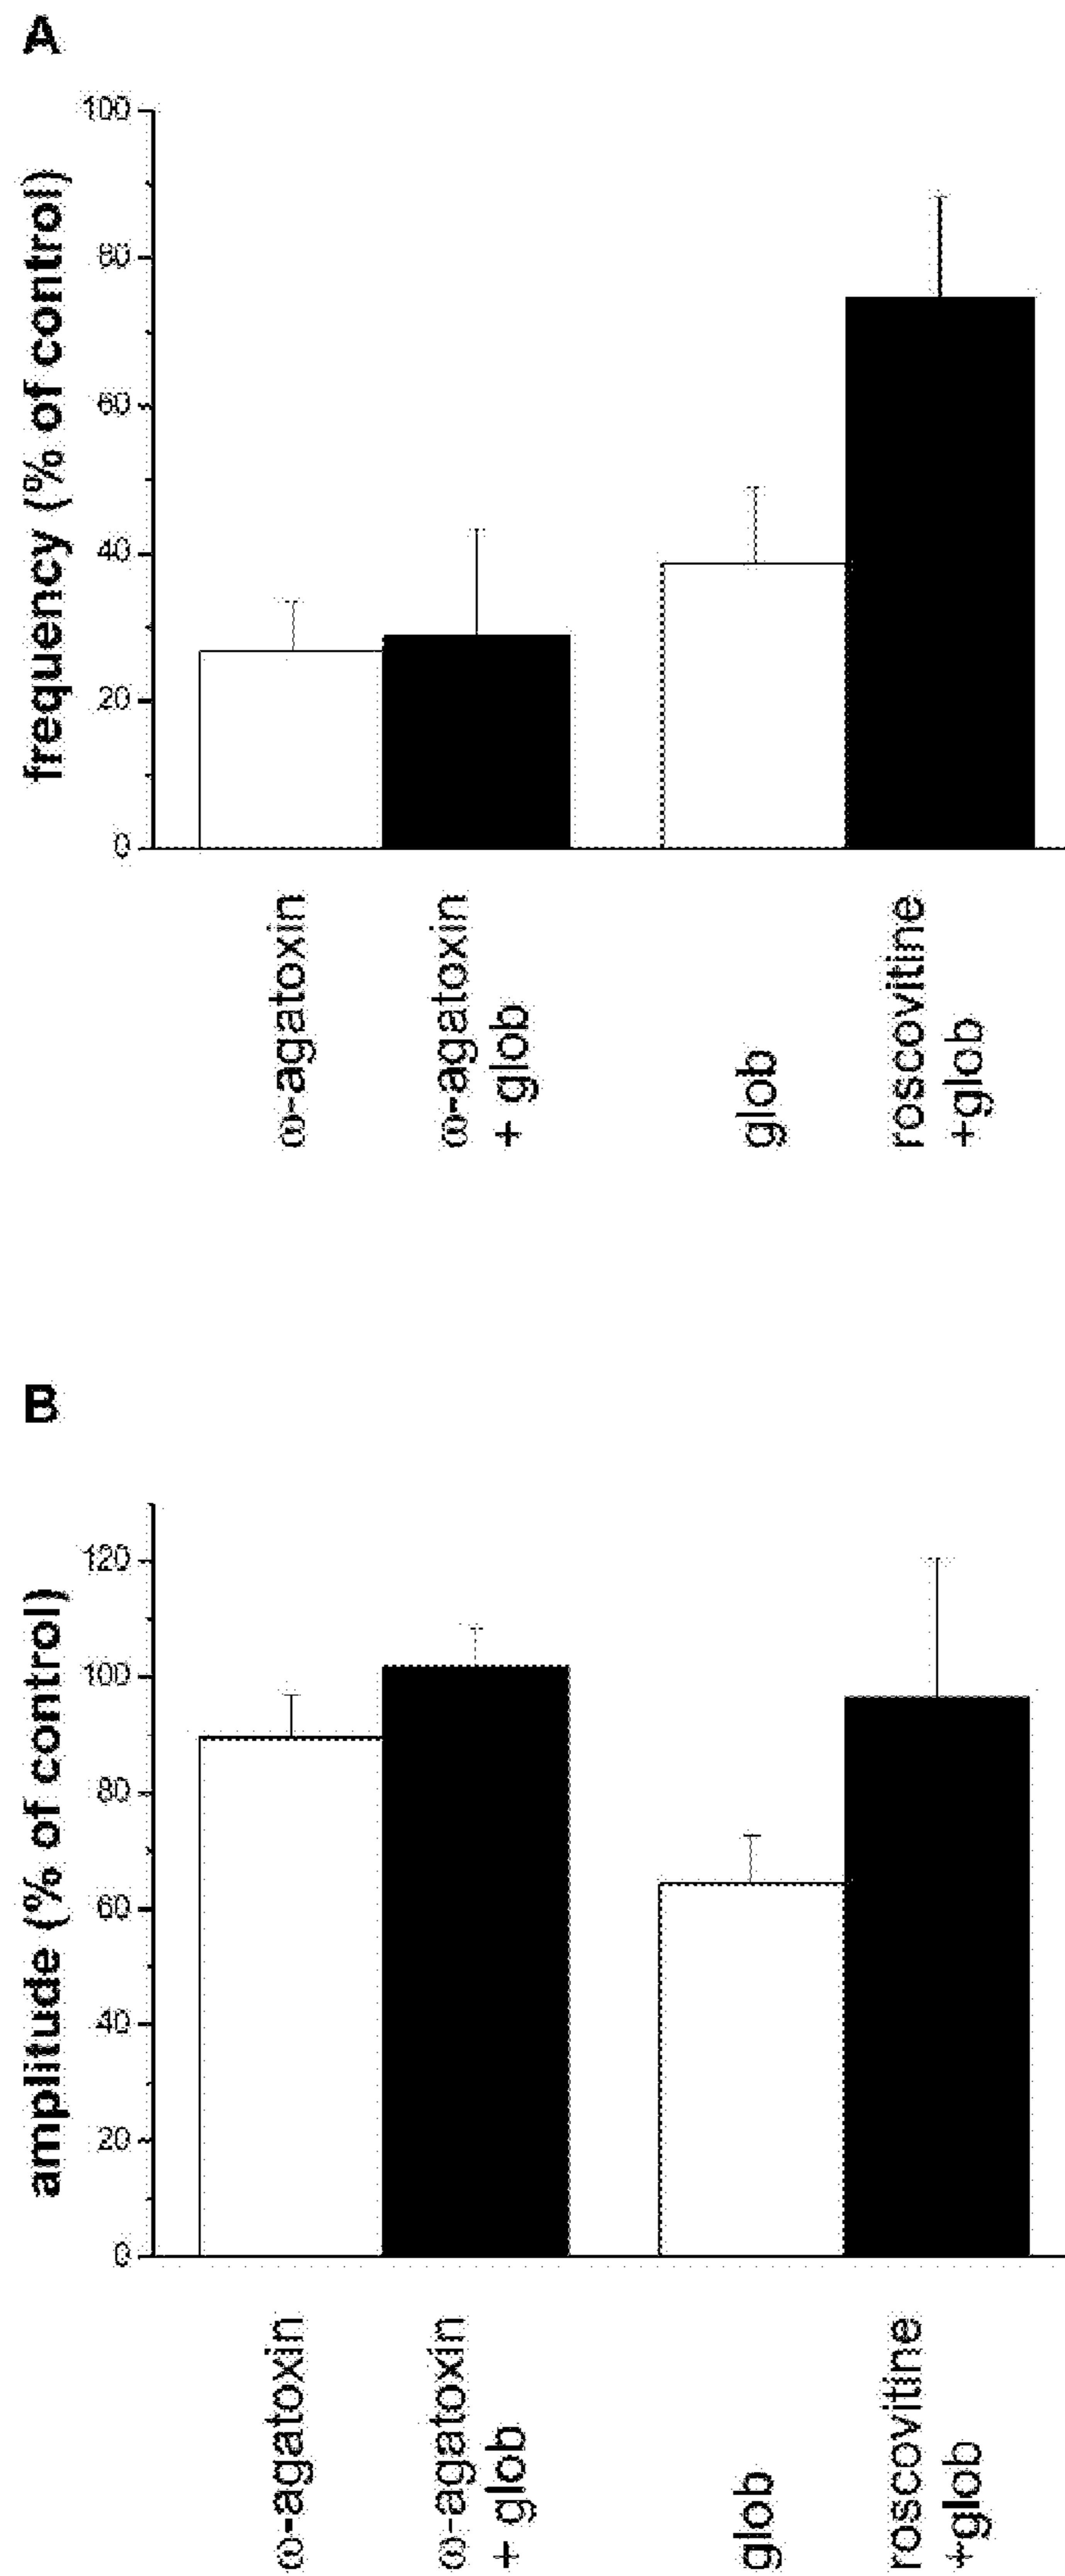 A
frequency (% of control)
100
80
60
40
20
0
ω-agatoxin
ω-agatoxin
+ glob
glob
roscovitine
+glob
B
amplitude (% of control)
120
100
80
60
40
20
0
ω-agatoxin
ω-agatoxin
+ glob
glob
roscovitine
+glob